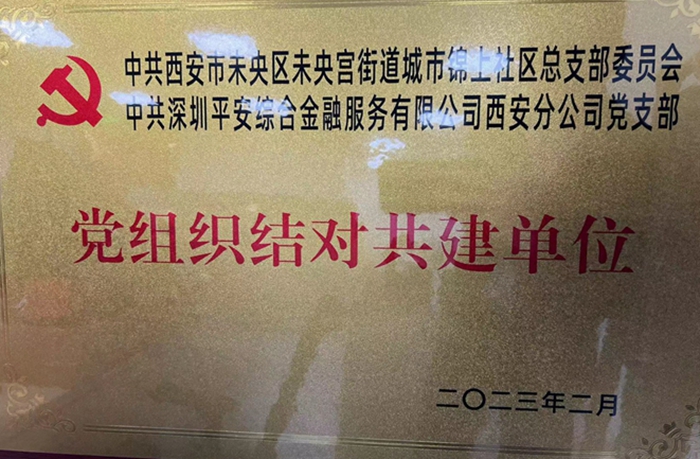 中共西安市未央区未央宫街道城市锦上社区总支部委员会
中共深圳平安综合金融服务有限公司西安分公司党支部
党组织结对共建单位
二〇二三年二月